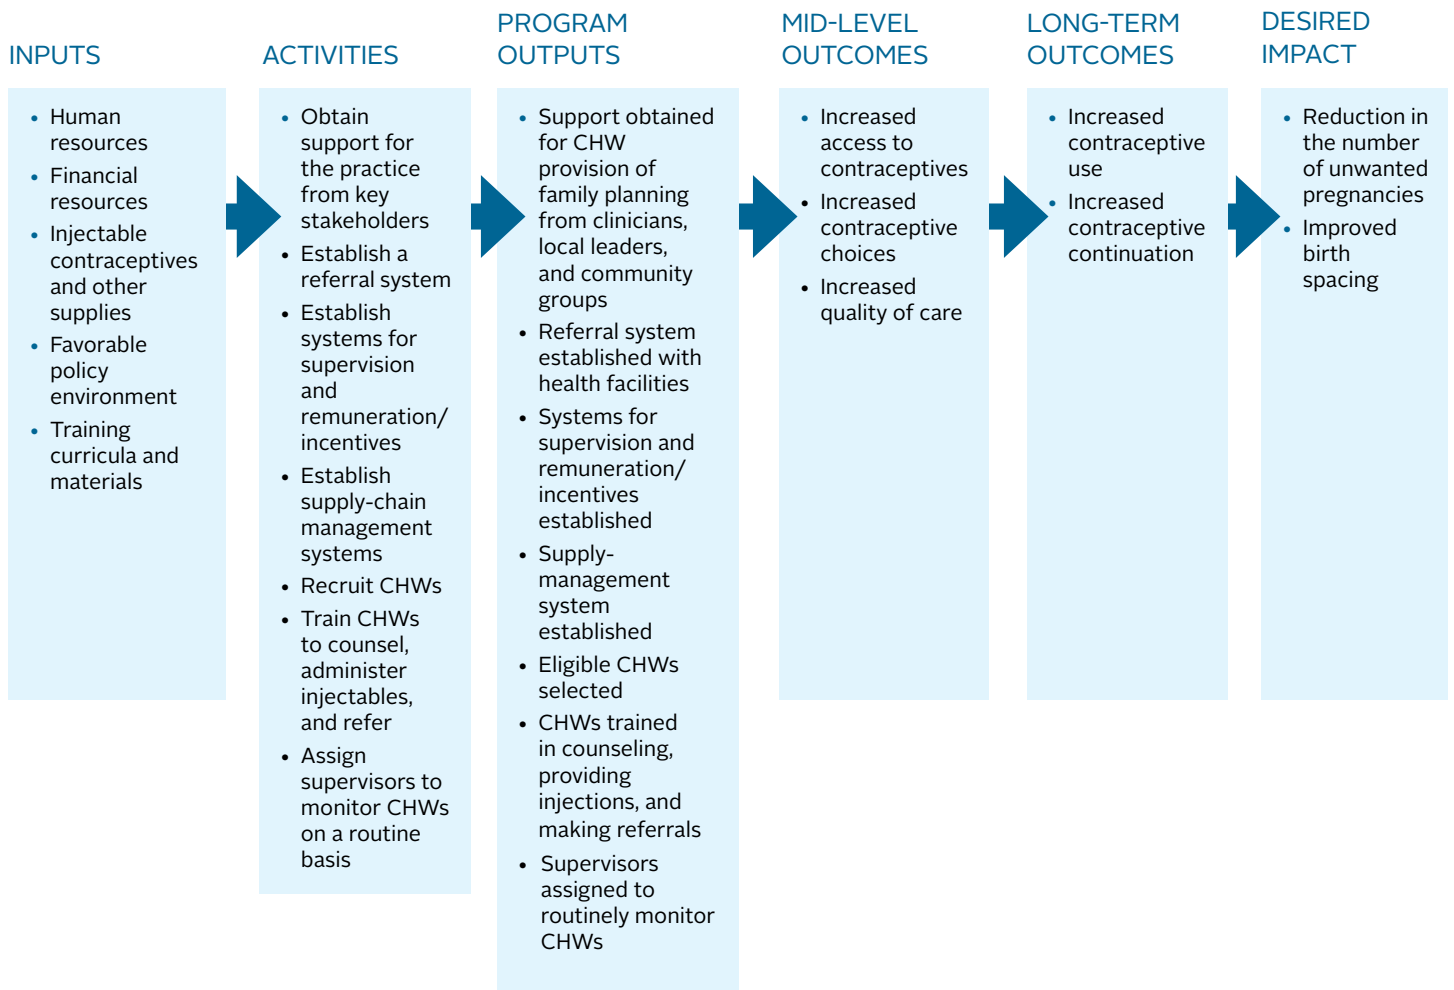 INPUTS
• Human
resources
• Financial
resources
• Injectable
contraceptives
and other
supplies
• Favorable
policy
environment
• Training
curricula and
materials
ACTIVITIES
• Obtain
support for
the practice
from key
stakeholders
• Establish a
referral system
• Establish
systems for
supervision
and
remuneration/
incentives
• Establish
supply-chain
management
systems
• Recruit CHWs
• Train CHWs
to counsel,
administer
injectables,
and refer
• Assign
supervisors to
monitor CHWs
on a routine
basis
PROGRAM
OUTPUTS
• Support obtained
for CHW
provision of
family planning
from clinicians,
local leaders,
and community
groups
• Referral system
established with
health facilities
• Systems for
supervision and
remuneration/
incentives
established
• Supply-
management
system
established
• Eligible CHWs
selected
• CHWs trained
in counseling,
providing
injections, and
making referrals
• Supervisors
assigned to
routinely monitor
CHWs
MID-LEVEL
OUTCOMES
• Increased
access to
contraceptives
• Increased
contraceptive
choices
• Increased
quality of care
LONG-TERM
OUTCOMES
• Increased
contraceptive
use
• Increased
contraceptive
continuation
DESIRED
IMPACT
• Reduction in
the number
of unwanted
pregnancies
• Improved
birth
spacing